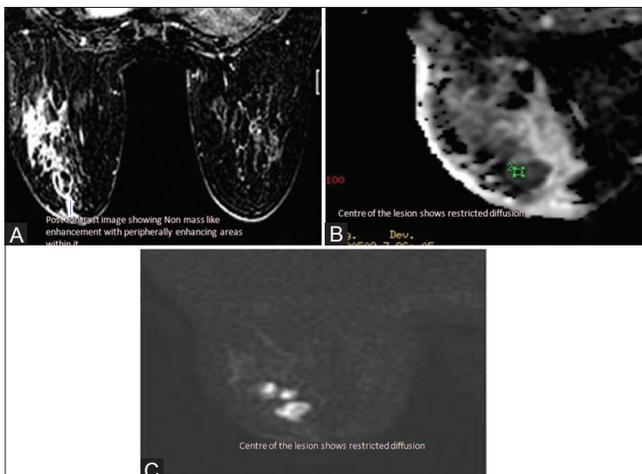 A
Post contrast image showing Non mass like
enhancement with peripherally enhancing areas
within it
B
100
2
Centre of the lesion shows restricted diffusion
Dev.
C
Centre of the lesion shows restricted diffusion